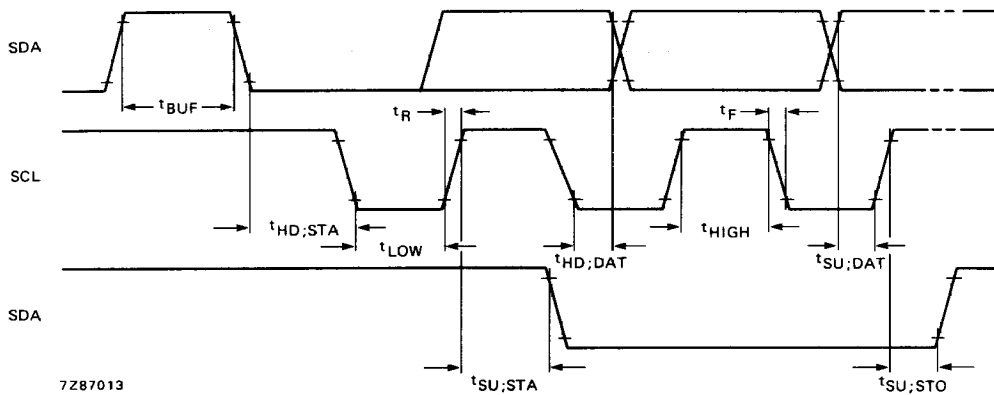 SDA
tBUF
tR
tF
SCL
tHD;STA
tLOW
tHD;DAT
tHIGH
tSU;DAT
SDA
7Z87013
tSU;STA
tSU;STO